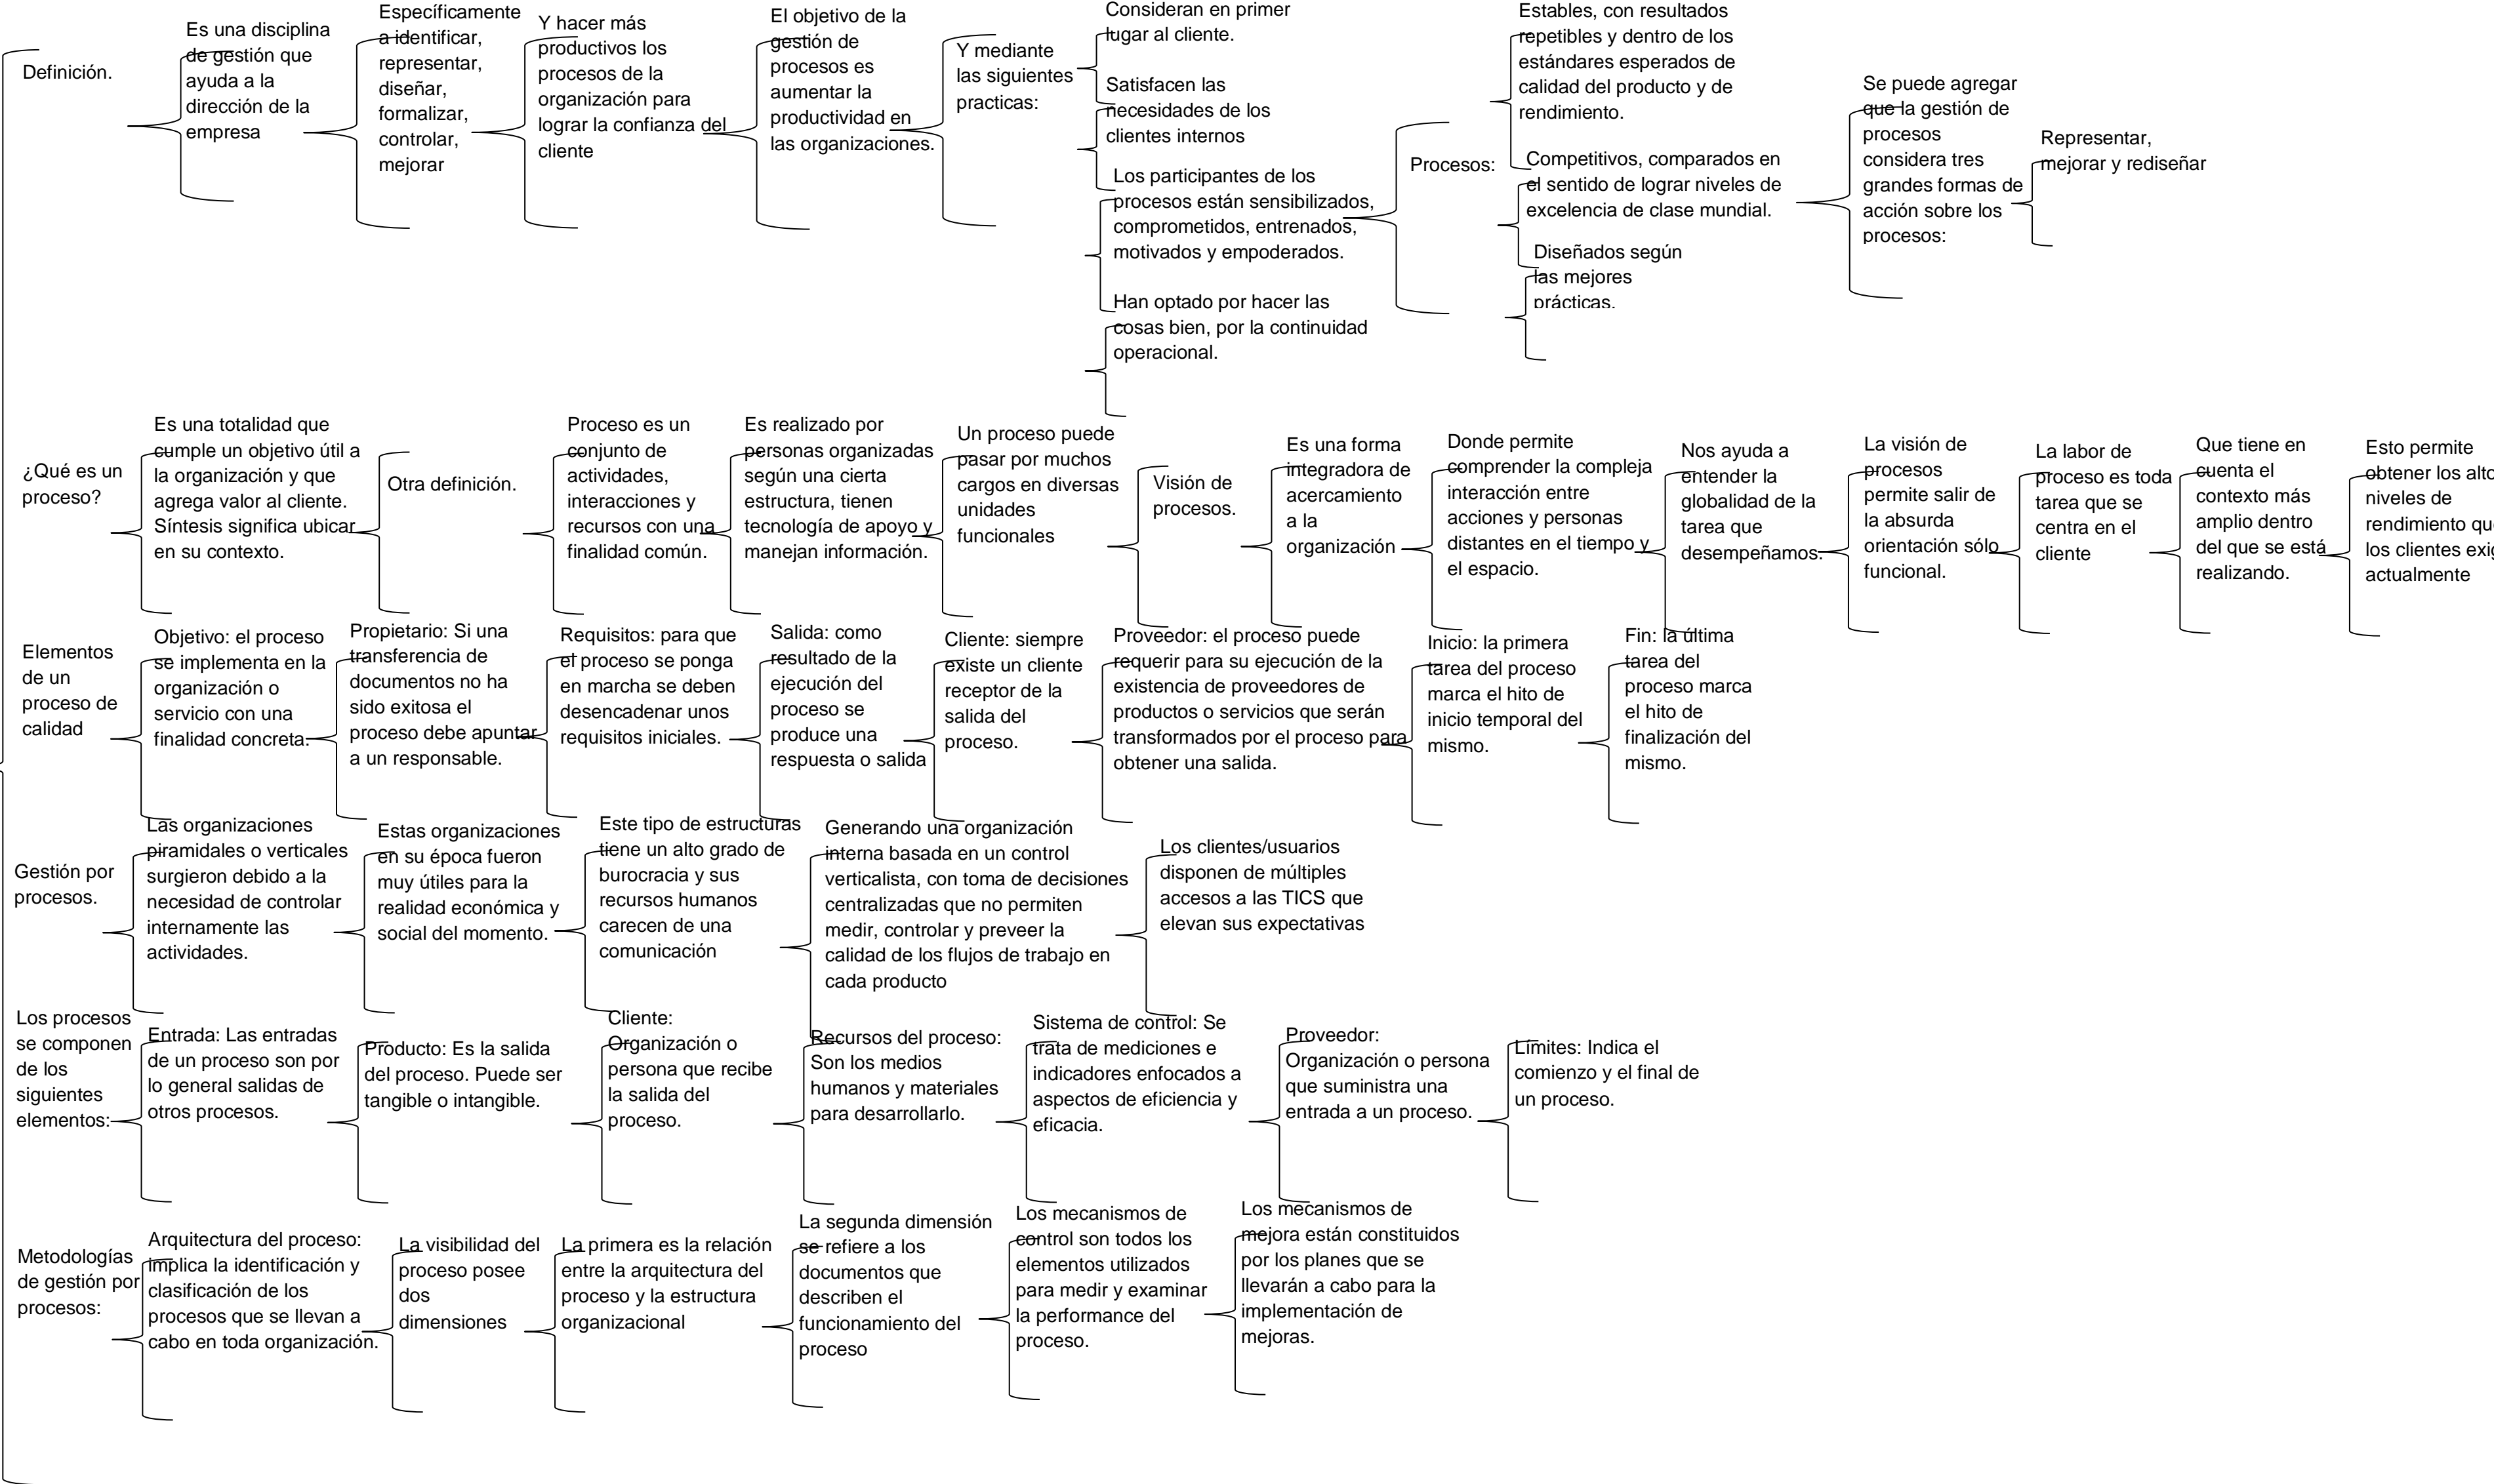 Definición.
Es una disciplina
de gestión que
ayuda a la
dirección de la
empresa
Específicamente
a identificar,
representar,
diseñar,
formalizar,
controlar,
mejorar
Y hacer más
productivos los
procesos de la
organización para
lograr la confianza del
cliente
El objetivo de la
gestión de
procesos es
aumentar la
productividad en
las organizaciones.
Y mediante
las siguientes
practicas:
Consideran en primer
lugar al cliente.
Satisfacen las
necesidades de los
clientes internos
Los participantes de los
procesos están sensibilizados,
comprometidos, entrenados,
motivados y empoderados.
Han optado por hacer las
cosas bien, por la continuidad
operacional.
Procesos:
Estables, con resultados
repetibles y dentro de los
estándares esperados de
calidad del producto y de
rendimiento.
Competitivos, comparados en
el sentido de lograr niveles de
excelencia de clase mundial.
Diseñados según
las mejores
prácticas.
Se puede agregar
que la gestión de
procesos
considera tres
grandes formas de
acción sobre los
procesos:
Representar,
mejorar y rediseñar
¿Qué es un
proceso?
Es una totalidad que
cumple un objetivo útil a
la organización y que
agrega valor al cliente.
Síntesis significa ubicar
en su contexto.
Otra definición.
Proceso es un
conjunto de
actividades,
interacciones y
recursos con una
finalidad común.
Es realizado por
personas organizadas
según una cierta
estructura, tienen
tecnología de apoyo y
manejan información.
Un proceso puede
pasar por muchos
cargos en diversas
unidades
funcionales
Visión de
procesos.
Es una forma
integradora de
acercamiento
a la
organización
Donde permite
comprender la compleja
interacción entre
acciones y personas
distantes en el tiempo y
el espacio.
Nos ayuda a
entender la
globalidad de la
tarea que
desempeñamos.
La visión de
procesos
permite salir de
la absurda
orientación sólo
funcional.
La labor de
proceso es toda
tarea que se
centra en el
cliente
Que tiene en
cuenta el
contexto más
amplio dentro
del que se está
realizando.
Esto permite
obtener los alto
niveles de
rendimiento qu
los clientes exi
actualmente
Elementos
de un
proceso de
calidad
Objetivo: el proceso
se implementa en la
organización o
servicio con una
finalidad concreta.
Propietario: Si una
transferencia de
documentos no ha
sido exitosa el
proceso debe apuntar
a un responsable.
Requisitos: para que
el proceso se ponga
en marcha se deben
desencadenar unos
requisitos iniciales.
Salida: como
resultado de la
ejecución del
proceso se
produce una
respuesta o salida
Cliente: siempre
existe un cliente
receptor de la
salida del
proceso.
Proveedor: el proceso puede
requerir para su ejecución de la
existencia de proveedores de
productos o servicios que serán
transformados por el proceso para
obtener una salida.
Inicio: la primera
tarea del proceso
marca el hito de
inicio temporal del
mismo.
Fin: la última
tarea del
proceso marca
el hito de
finalización del
mismo.
Gestión por
procesos.
Las organizaciones
piramidales o verticales
surgieron debido a la
necesidad de controlar
internamente las
actividades.
Estas organizaciones
en su época fueron
muy útiles para la
realidad económica y
social del momento.
Este tipo de estructuras
tiene un alto grado de
burocracia y sus
recursos humanos
carecen de una
comunicación
Generando una organización
interna basada en un control
verticalista, con toma de decisiones
centralizadas que no permiten
medir, controlar y preveer la
calidad de los flujos de trabajo en
cada producto
Los clientes/usuarios
disponen de múltiples
accesos a las TICS que
elevan sus expectativas
Los procesos
se componen
de los
siguientes
elementos:
Entrada: Las entradas
de un proceso son por
lo general salidas de
otros procesos.
Producto: Es la salida
del proceso. Puede ser
tangible o intangible.
Cliente:
Organización o
persona que recibe
la salida del
proceso.
Recursos del proceso:
Son los medios
humanos y materiales
para desarrollarlo.
Sistema de control: Se
trata de mediciones e
indicadores enfocados a
aspectos de eficiencia y
eficacia.
Proveedor:
Organización o persona
que suministra una
entrada a un proceso.
Límites: Indica el
comienzo y el final de
un proceso.
Metodologías
de gestión por
procesos:
Arquitectura del proceso:
implica la identificación y
clasificación de los
procesos que se llevan a
cabo en toda organización.
La visibilidad del
proceso posee
dos
dimensiones
La primera es la relación
entre la arquitectura del
proceso y la estructura
organizacional
La segunda dimensión
se refiere a los
documentos que
describen el
funcionamiento del
proceso
Los mecanismos de
control son todos los
elementos utilizados
para medir y examinar
la performance del
proceso.
Los mecanismos de
mejora están constituidos
por los planes que se
llevarán a cabo para la
implementación de
mejoras.